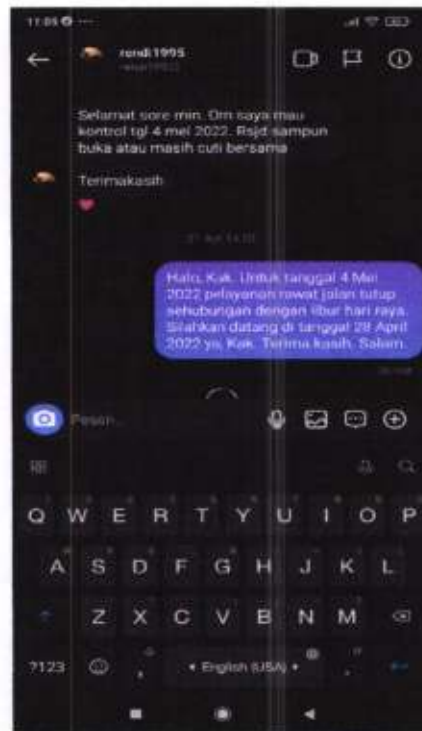 11:05
rendi1995
Selamat sore min. Om saya mau
kontrol tgl 4 mei 2022. Rsjd sampun
buka atau masih cuti bersama
Terimakasih
Halo, Kak. Untuk tanggal 4 Mei
2022 pelayanan rawat jalan tutup
sehubungan dengan libur hari raya.
Silahkan datang di tanggal 28 April
2022 ya, Kak. Terima kasih. Salam.
Pesan...
Q W E R T Y U I O P
A S D F G H J K L
Z X C V B N M
?123 , English (USA) .